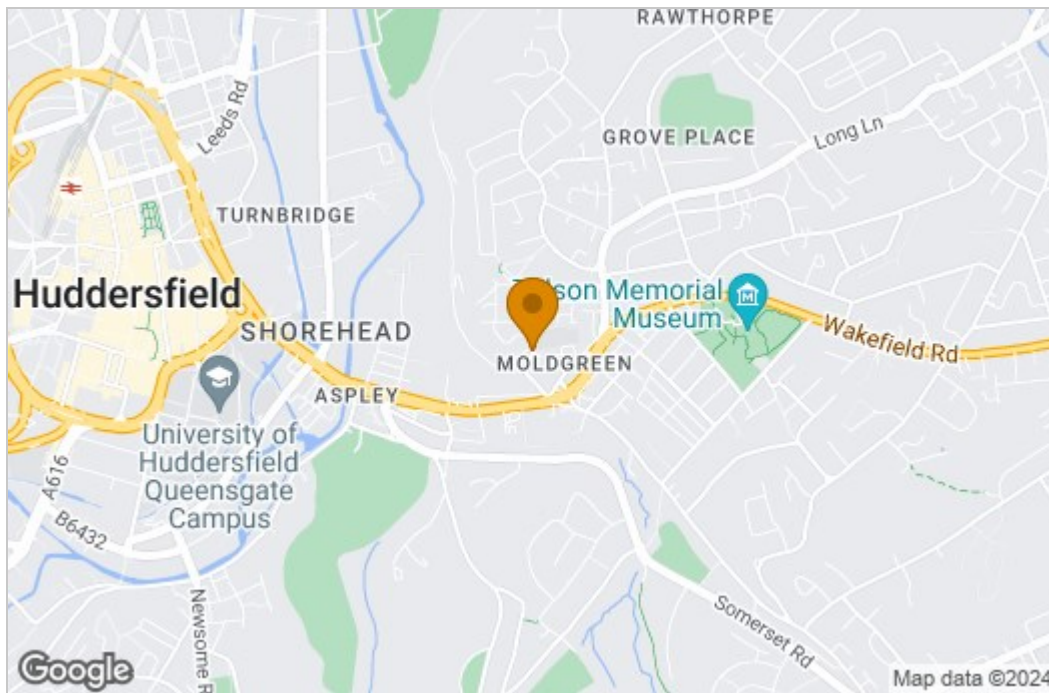 RAWTHORPE
Leeds Rd
GROVE PLACE
Long Ln
TURNBRIDGE
Huddersfield
SHOREHEAD
Memorial
Museum
Wakefield Rd
MOLDGREEN
ASPLEY
University of
Huddersfield
Queensgate
Campus
A616
B6432
Newsome
Somerset Rd
Google
Map data ©2024